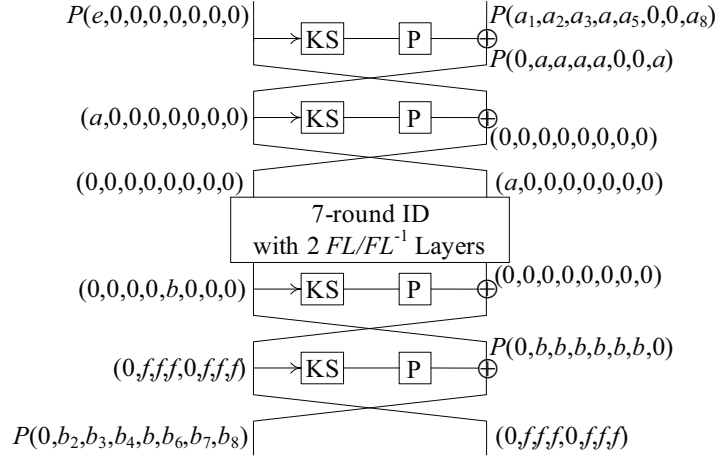 P(e,0,0,0,0,0,0,0) P(a₁,a₂,a₃,a,a₅,0,0,a₈)
KS P
P(0,a,a,a,a,0,0,a)
(a,0,0,0,0,0,0,0) KS P
(0,0,0,0,0,0,0,0)
(0,0,0,0,0,0,0,0) (a,0,0,0,0,0,0,0)
7-round ID
with 2 FL/FL⁻¹ Layers
(0,0,0,0,0,0,0,0)
(0,0,0,0,b,0,0,0) KS P
P(0,b,b,b,b,b,b,0)
(0,f,f,f,0,f,f,f) KS P
P(0,b₂,b₃,b₄,b,b₆,b₇,b₈) (0,f,f,f,0,f,f,f)